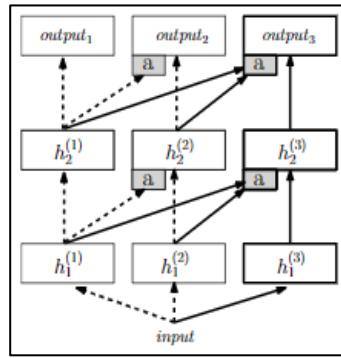 output₁ output₂ output₃
a a
h₂⁽¹⁾ h₂⁽²⁾ h₂⁽³⁾
a a
h₁⁽¹⁾ h₁⁽²⁾ h₁⁽³⁾
input